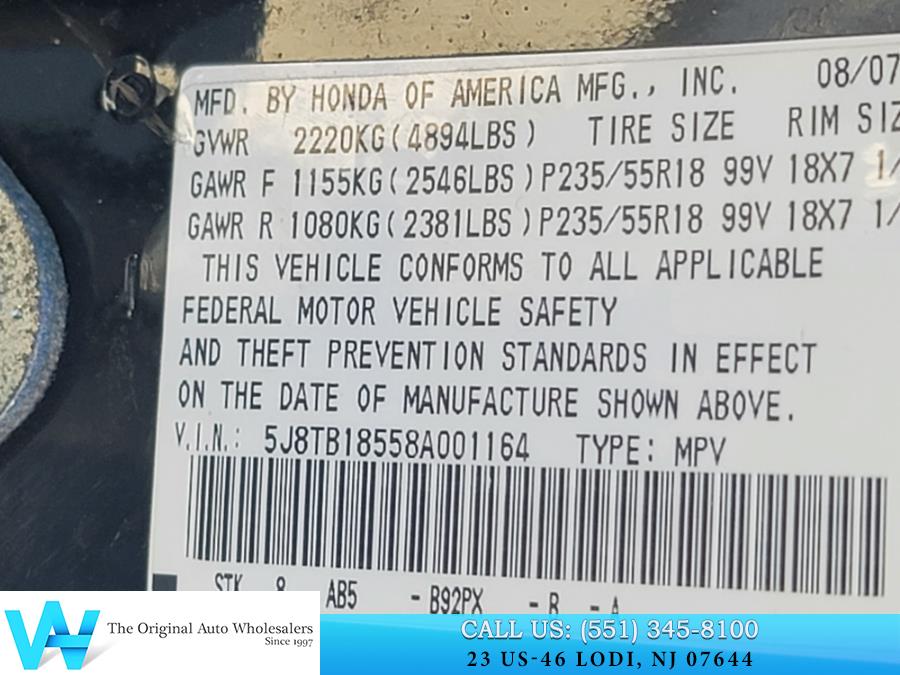 MFD. BY HONDA OF AMERICA MFG., INC. 08/07
GVWR 2220KG(4894LBS) TIRE SIZE RIM SIZ
GAWR F 1155KG(2546LBS)P235/55R18 99V 18X7 1/
GAWR R 1080KG(2381LBS)P235/55R18 99V 18X7 1/
THIS VEHICLE CONFORMS TO ALL APPLICABLE
FEDERAL MOTOR VEHICLE SAFETY
AND THEFT PREVENTION STANDARDS IN EFFECT
ON THE DATE OF MANUFACTURE SHOWN ABOVE.
V.I.N.: 5J8TB18558A001164 TYPE: MPV
STK 8 AB5 -B92PX -B -A
The Original Auto Wholesalers
Since 1997
CALL US: (551) 345-8100
23 US-46 LODI, NJ 07644